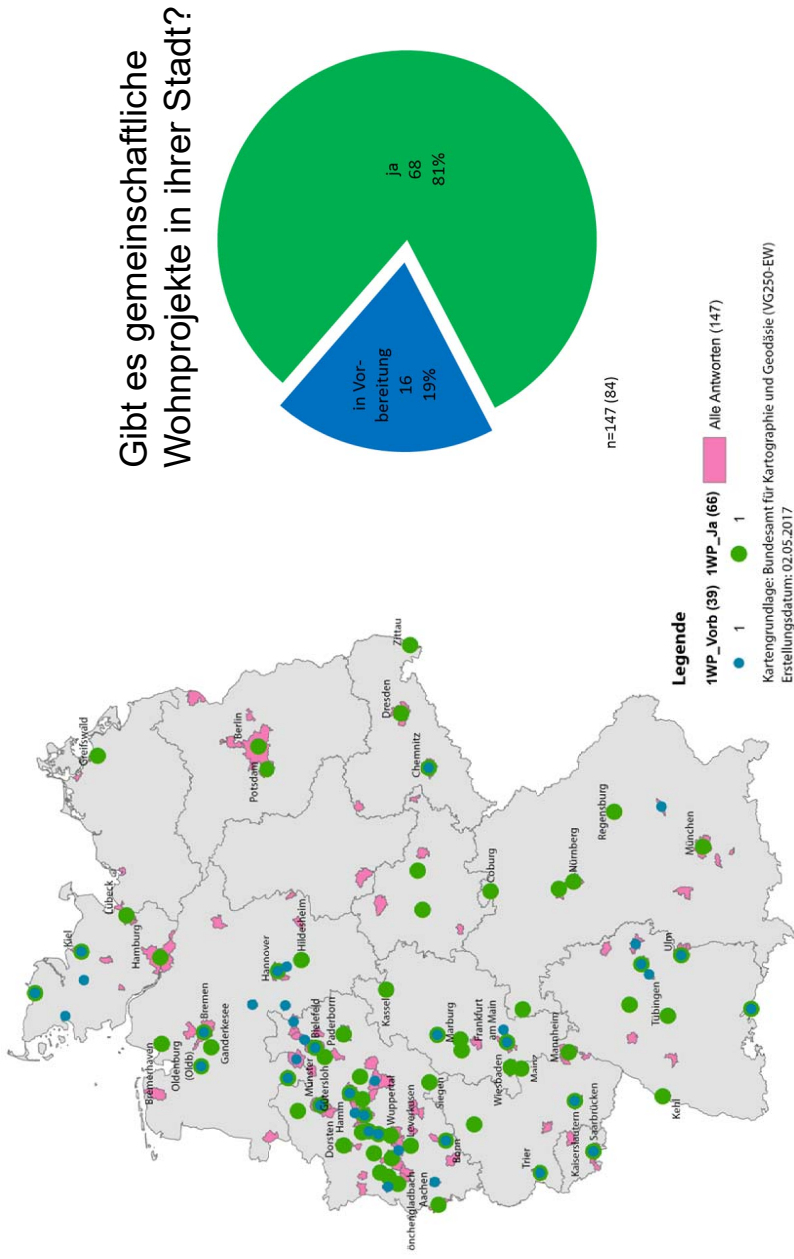 Gibt es gemeinschaftliche
Wohnprojekte in ihrer Stadt?
ja
68
81%
in Vor-
bereitung
16
19%
n=147 (84)
Greifswald
Kiel
Lübeck
Hamburg
Bremerhaven
Oldenburg
(Oldb)
Bremen
Ganderkesee
Berlin
Potsdam
Hannover
Hildesheim
Bielefeld
Paderborn
Münster
Gütersloh
Hamm
Dorsten
Wuppertal
Leverkusen
önchengladbach
Aachen
Bonn
Siegen
Kassel
Marburg
Dresden
Zittau
Chemnitz
Coburg
Frankfurt
am Main
Wiesbaden
Mainz
Mannheim
Trier
Kaiserslautern
Saarbrücken
Nürnberg
Regensburg
München
Ulm
Tübingen
Kehl
Legende
1WP_Vorb (39) 1WP_Ja (66)
1 1 Alle Antworten (147)
Kartengrundlage: Bundesamt für Kartographie und Geodäsie (VG250-EW)
Erstellungsdatum: 02.05.2017